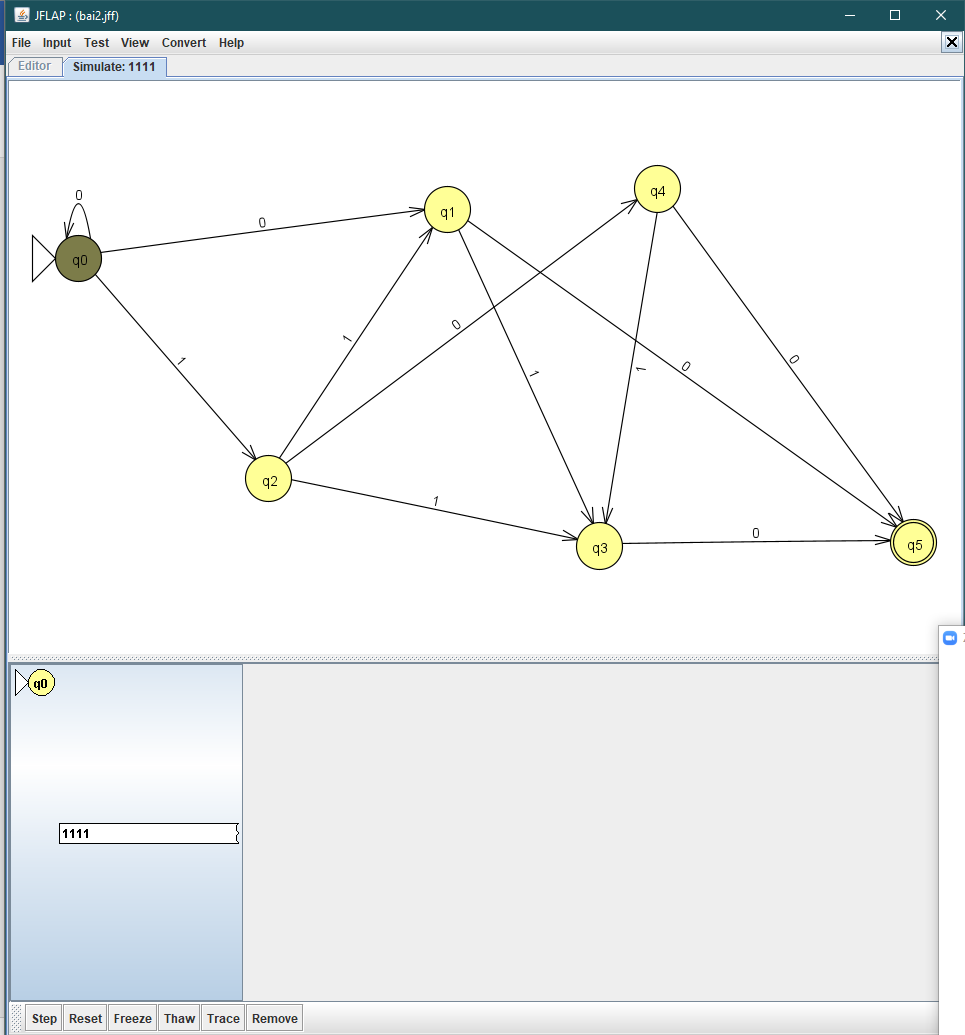 JFLAP : (bai2.jff)
File Input Test View Convert Help
Editor Simulate: 1111
0
q4
q1
0
q0
1
0
1
1
1
0
0
q2
1
0
q3
q5
q0
1111
Step Reset Freeze Thaw Trace Remove